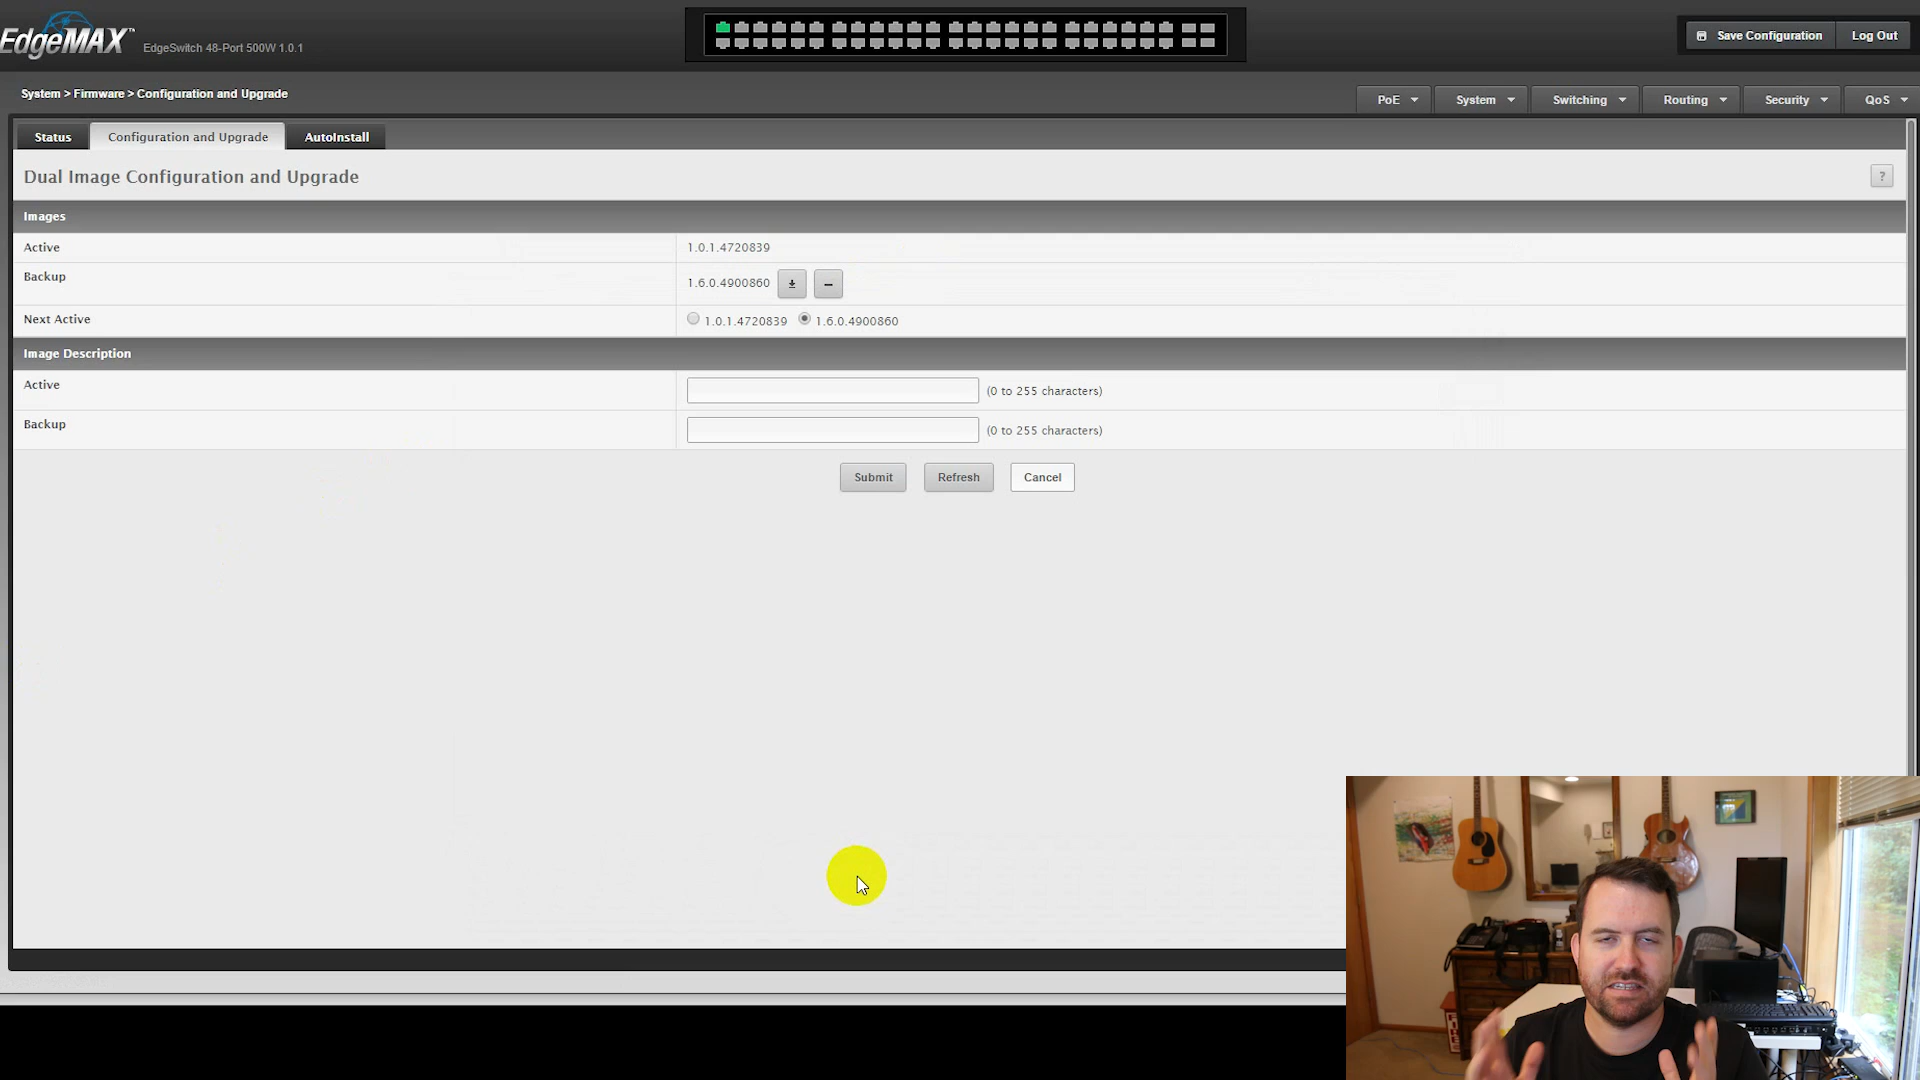 EdgeMAX™ EdgeSwitch 48-Port 500W 1.0.1
Save Configuration Log Out
System > Firmware > Configuration and Upgrade
PoE System Switching Routing Security QoS
Status Configuration and Upgrade AutoInstall
Dual Image Configuration and Upgrade ?
Images
Active 1.0.1.4720839
Backup 1.6.0.4900860
Next Active 1.0.1.4720839 1.6.0.4900860
Image Description
Active (0 to 255 characters)
Backup (0 to 255 characters)
Submit Refresh Cancel